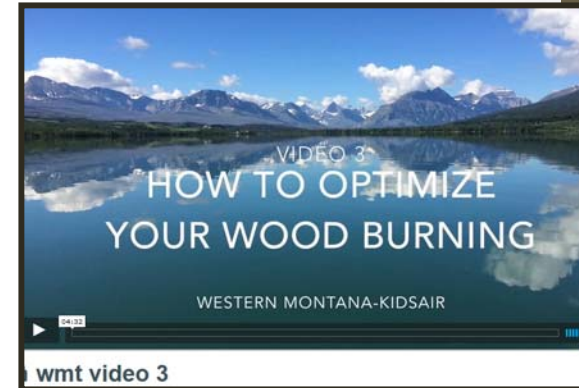 VIDEO 3
HOW TO OPTIMIZE
YOUR WOOD BURNING
WESTERN MONTANA-KIDSAIR
04:32
wmt video 3